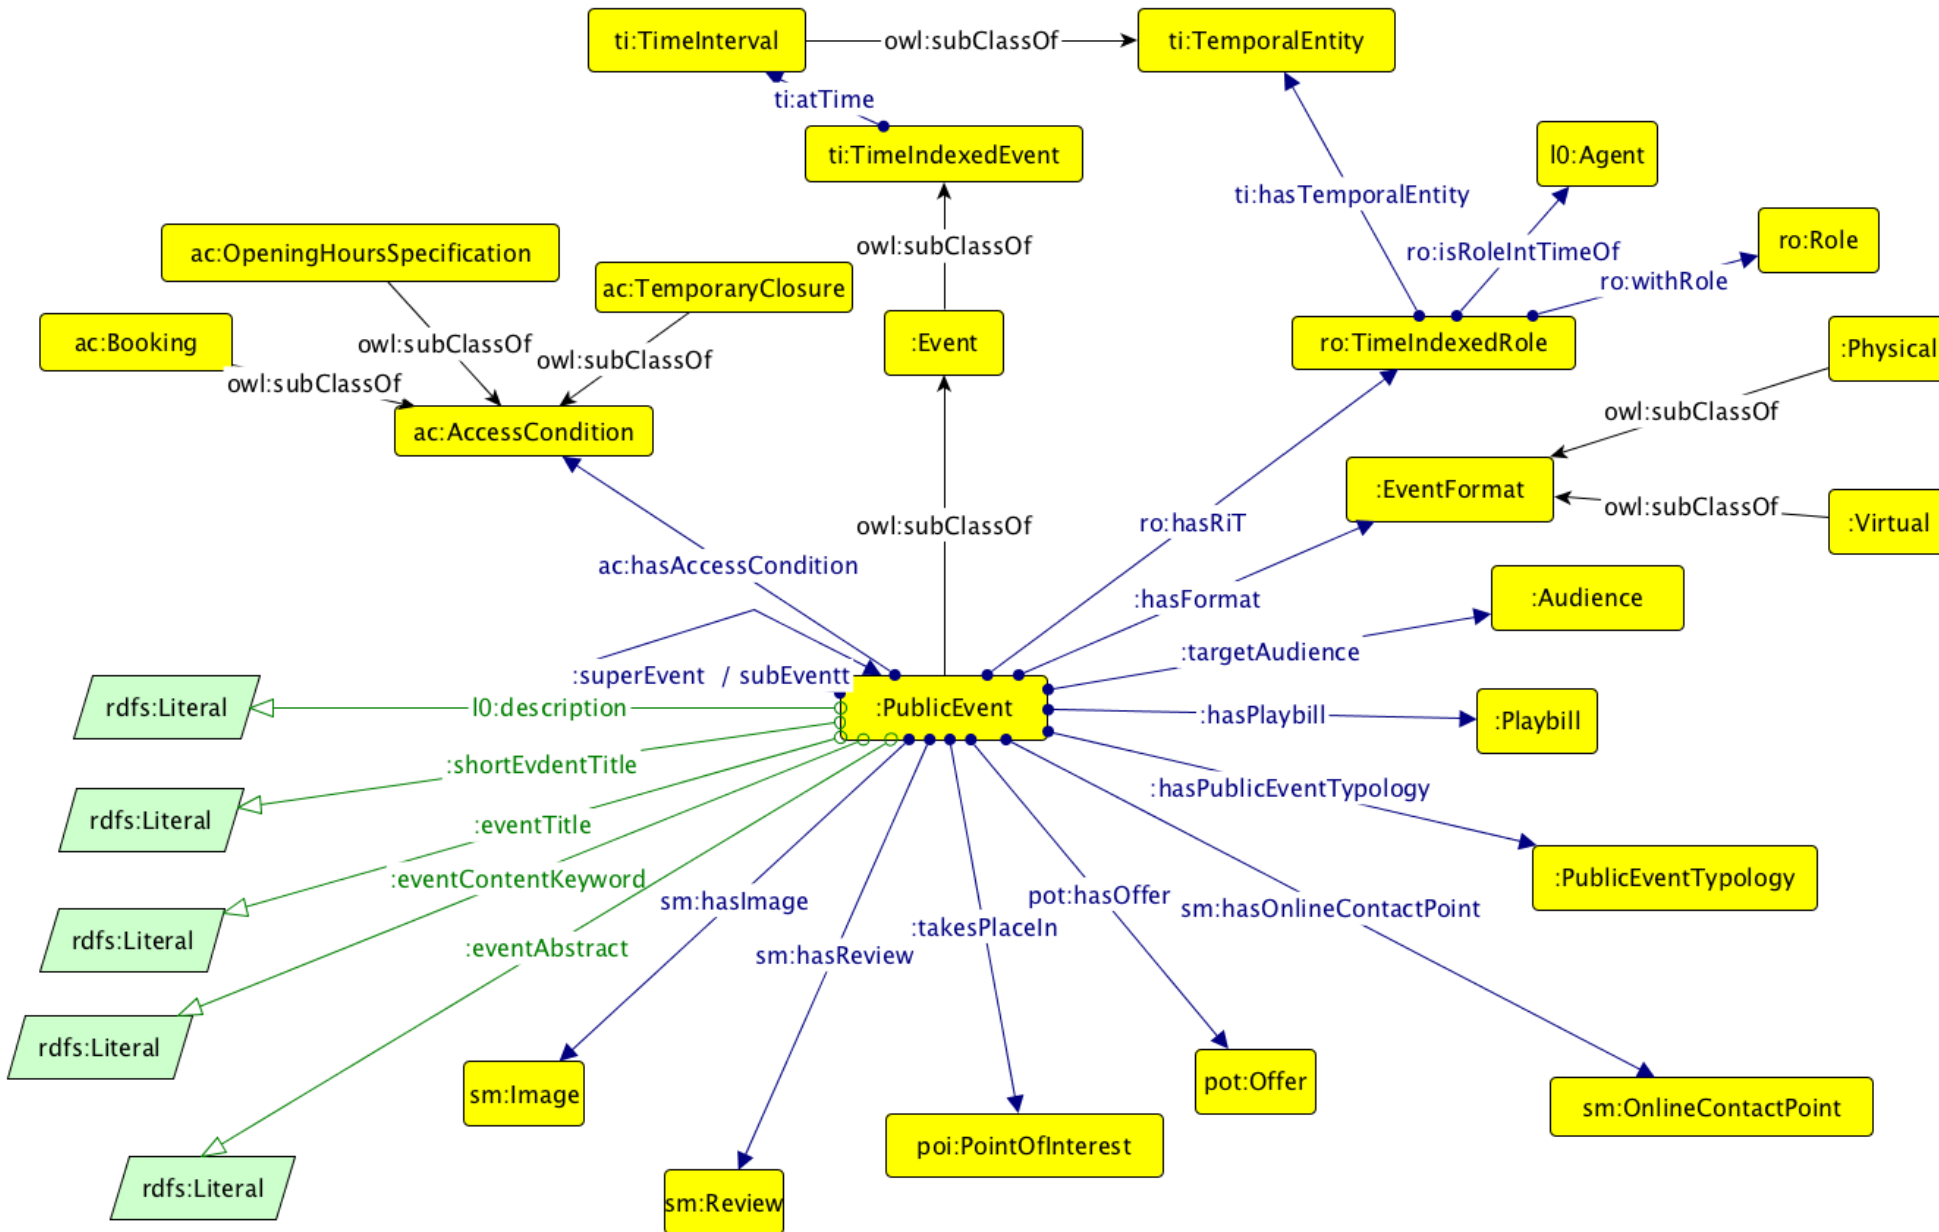 ti:TimeInterval
owl:subClassOf
ti:TemporalEntity
ti:atTime
ti:TimeIndexedEvent
l0:Agent
ti:hasTemporalEntity
ro:Role
ac:OpeningHoursSpecification
owl:subClassOf
ro:isRoleIntTimeOf
ro:withRole
ac:TemporaryClosure
ac:Booking
owl:subClassOf
owl:subClassOf
:Event
ro:TimeIndexedRole
:Physical
owl:subClassOf
owl:subClassOf
ac:AccessCondition
:EventFormat
owl:subClassOf
:Virtual
owl:subClassOf
ro:hasRiT
ac:hasAccessCondition
:hasFormat
:Audience
:targetAudience
:superEvent / subEventt
rdfs:Literal
l0:description
:PublicEvent
:hasPlaybill
:Playbill
:shortEvdentTitle
:hasPublicEventTypology
rdfs:Literal
:eventTitle
:eventContentKeyword
:PublicEventTypology
sm:hasImage
pot:hasOffer
sm:hasOnlineContactPoint
rdfs:Literal
:eventAbstract
:takesPlaceIn
sm:hasReview
rdfs:Literal
sm:Image
pot:Offer
sm:OnlineContactPoint
poi:PointOfInterest
rdfs:Literal
sm:Review